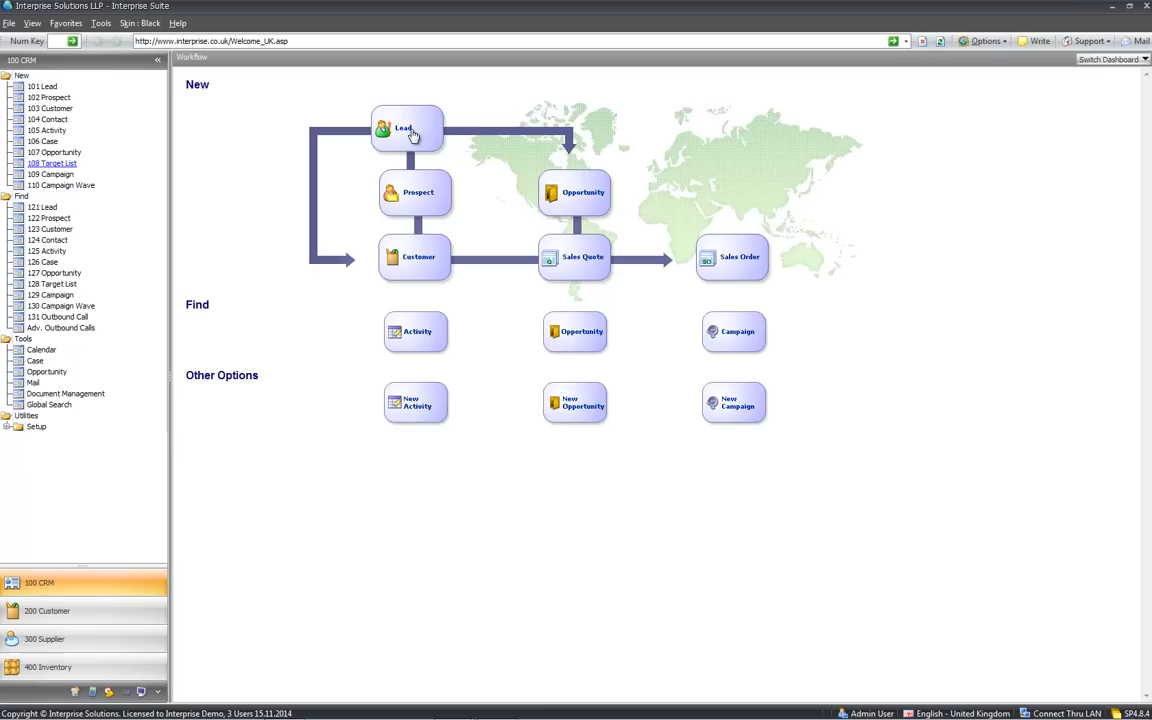 Interprise Solutions LLP - Interprise Suite
File View Favorites Tools Skin : Black Help
Num Key http://www.interprise.co.uk/Welcome_UK.asp Options Write Support Mail
100 CRM «
Workflow
Switch Dashboard
New
101 Lead
102 Prospect
103 Customer
104 Contact
105 Activity
106 Case
107 Opportunity
108 Target List
109 Campaign
110 Campaign Wave
Find
121 Lead
122 Prospect
123 Customer
124 Contact
125 Activity
126 Case
127 Opportunity
128 Target List
129 Campaign
130 Campaign Wave
131 Outbound Call
Adv. Outbound Calls
Tools
Calendar
Case
Opportunity
Mail
Document Management
Global Search
Utilities
Setup
100 CRM
200 Customer
300 Supplier
400 Inventory
New
Lead
Prospect
Opportunity
Customer
Sales Quote
Sales Order
Find
Activity
Opportunity
Campaign
Other Options
New
Activity
New
Opportunity
New
Campaign
Copyright © Interprise Solutions. Licensed to Interprise Demo, 3 Users 15.11.2014
Admin User English - United Kingdom Connect Thru LAN SP4.8.4